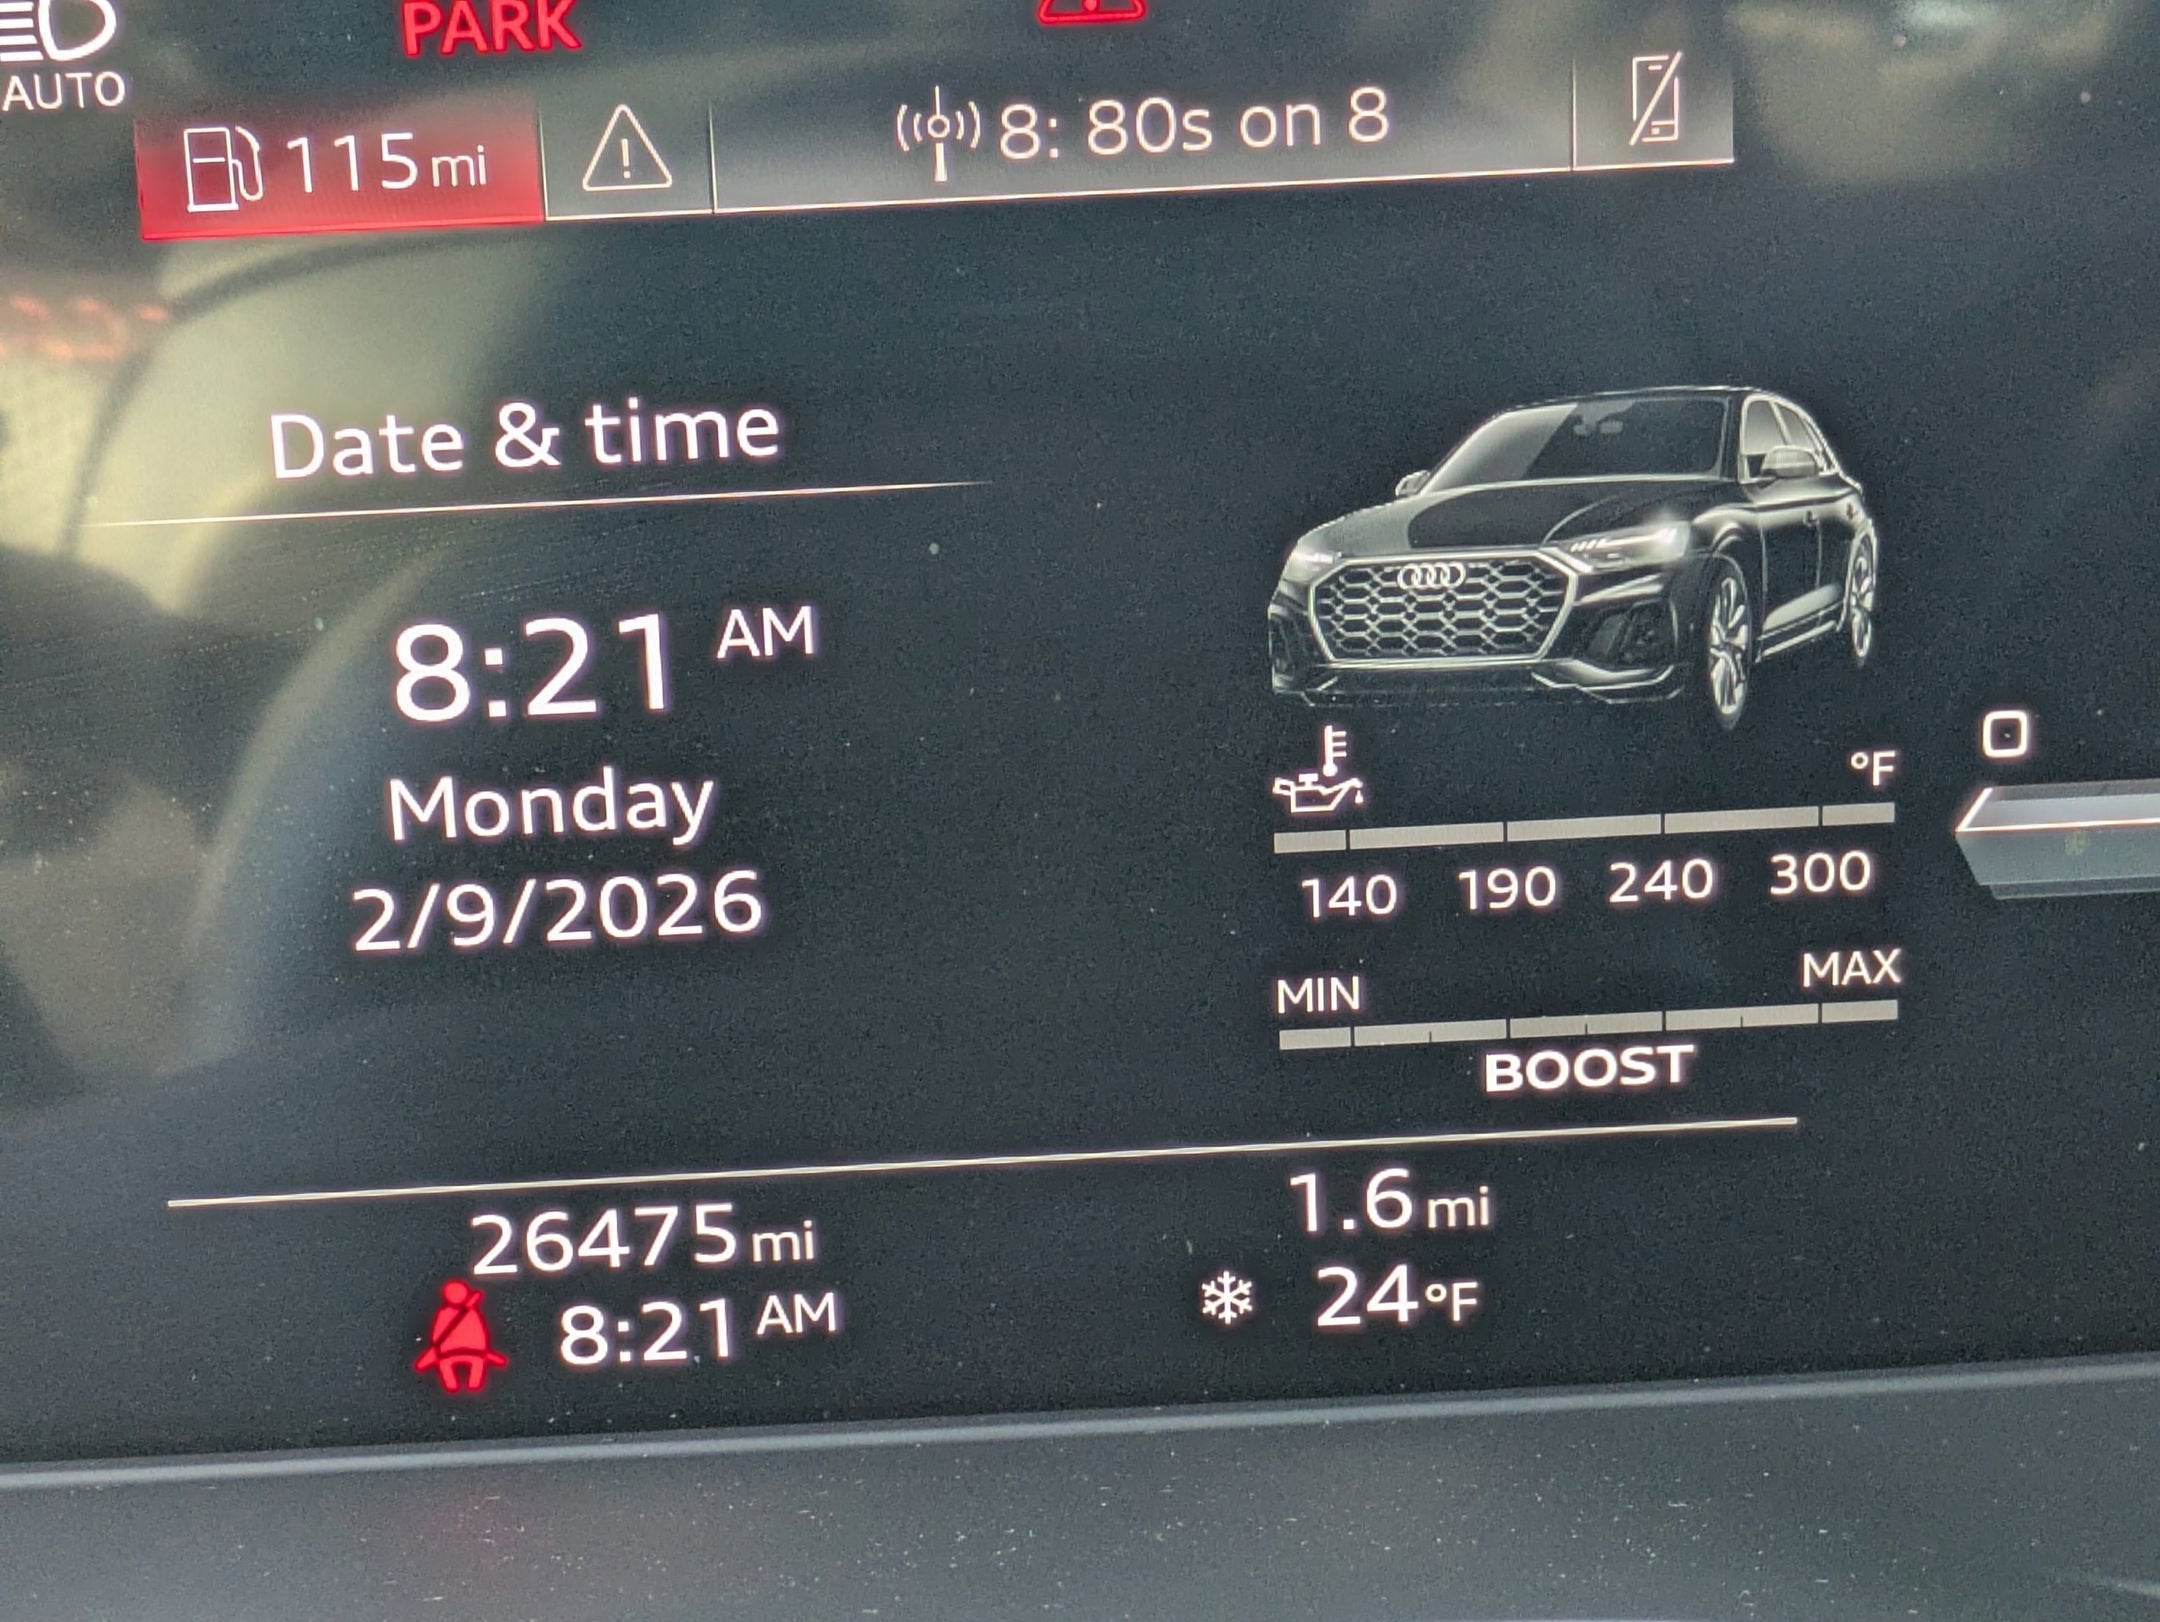 PARK
AUTO
115 mi
8: 80s on 8
Date & time
8:21 AM
Monday
2/9/2026
°F
140 190 240 300
MIN MAX
BOOST
0
26475 mi
1.6 mi
8:21 AM
24°F